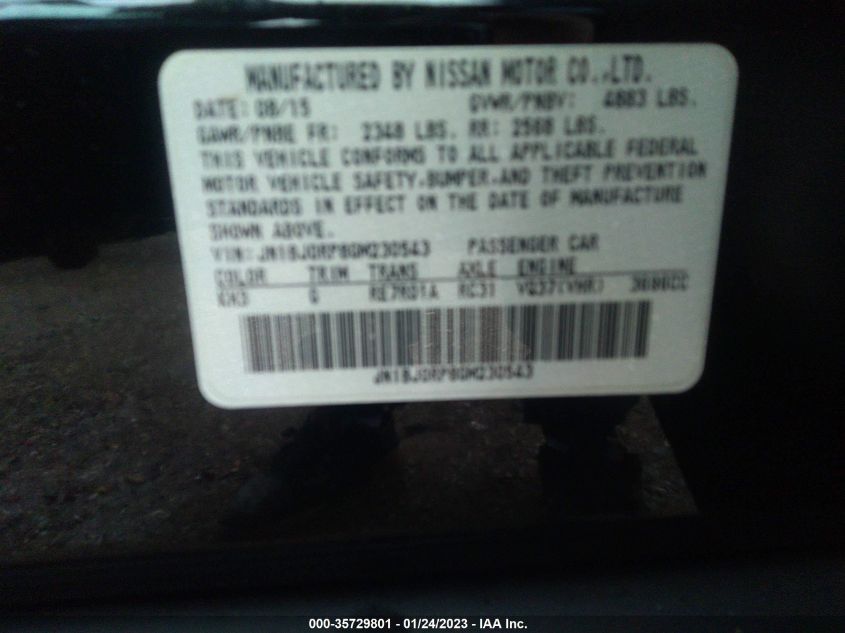 MANUFACTURED BY NISSAN MOTOR CO.,LTD.
DATE: 08/15 GVWR/PNBV: 4883 LBS.
GAWR/PNBE FR: 2348 LBS. RR: 2568 LBS.
THIS VEHICLE CONFORMS TO ALL APPLICABLE FEDERAL
MOTOR VEHICLE SAFETY,BUMPER,AND THEFT PREVENTION
STANDARDS IN EFFECT ON THE DATE OF MANUFACTURE
SHOWN ABOVE.
VIN: JN1BJ0RP8GM230543 PASSENGER CAR
COLOR TRIM TRANS AXLE ENGINE
KH3 G RE7R01A RC31 VQ37(VHR) 3696CC
JN1BJ0RP8GM230543
000-35729801 - 01/24/2023 - IAA Inc.